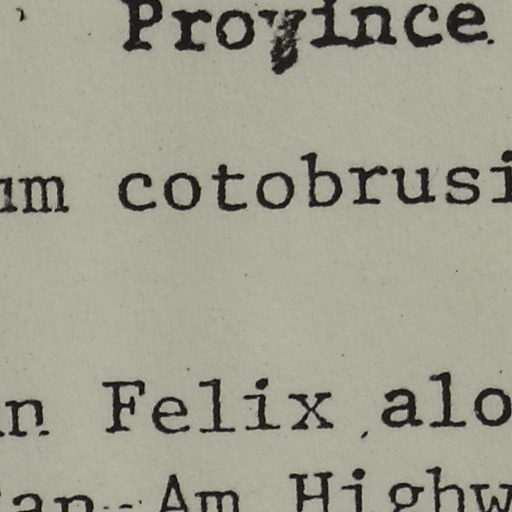 Province
um cotobrusi
n Felix alo
Pan-Am Highw